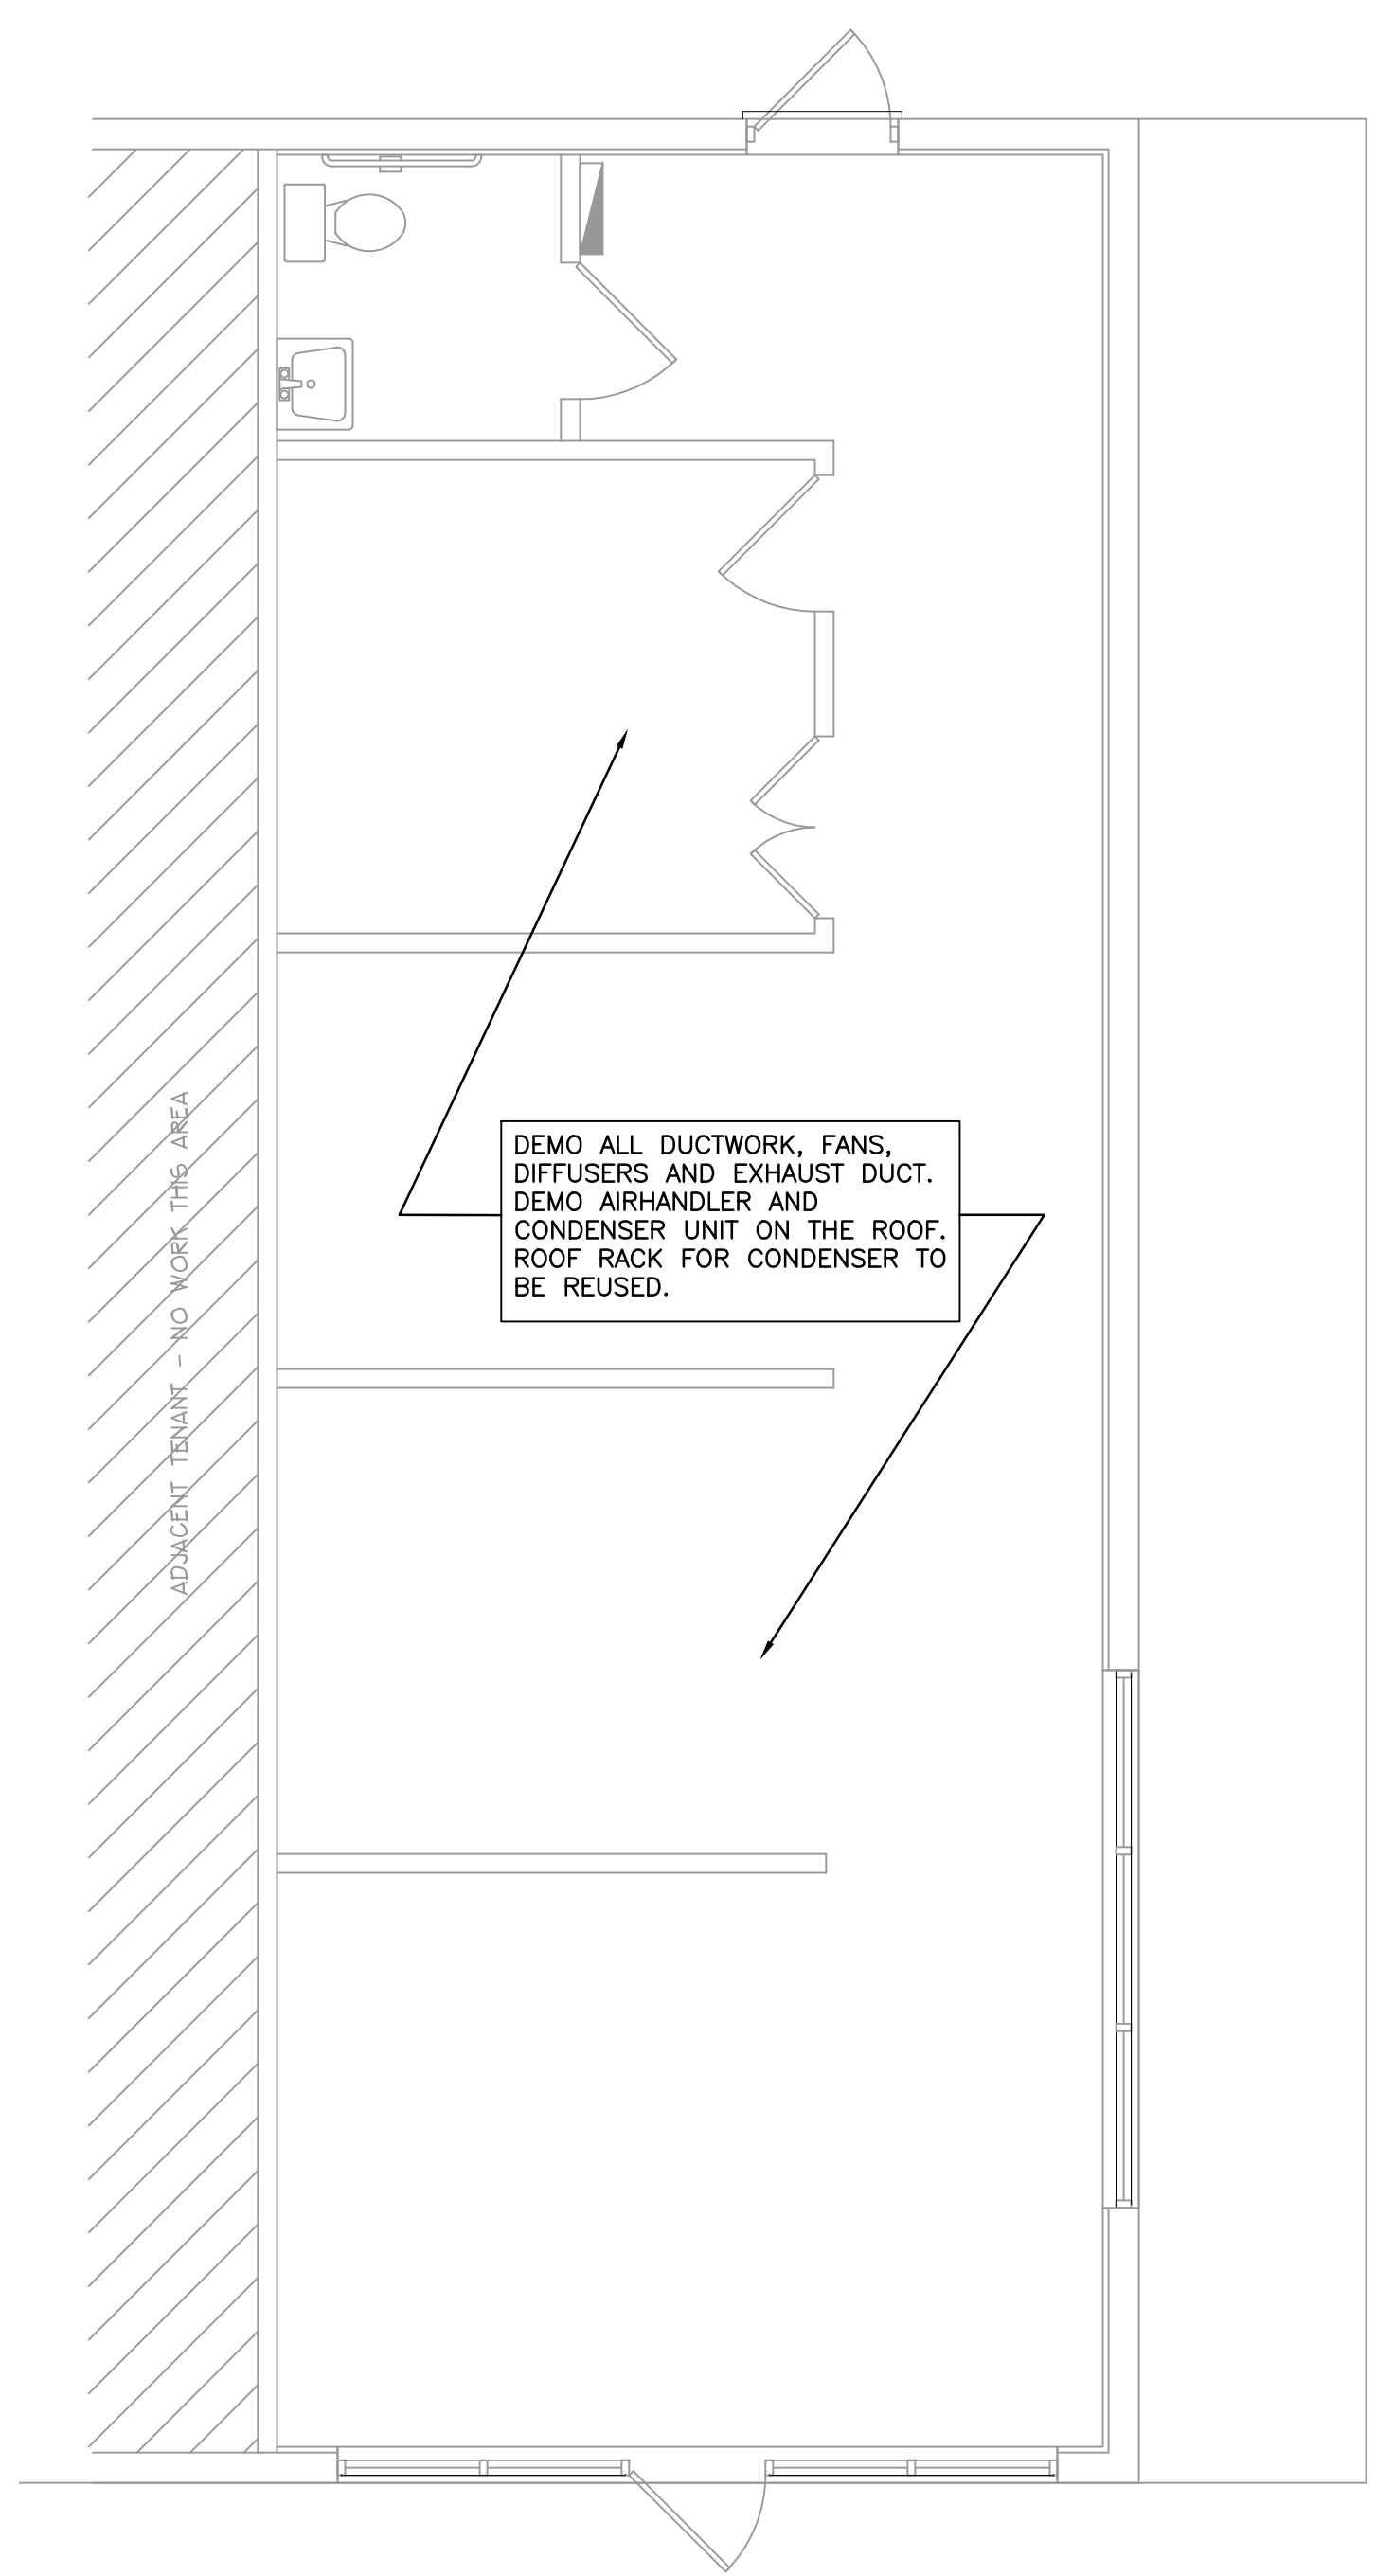 DEMO ALL DUCTWORK, FANS,
DIFFUSERS AND EXHAUST DUCT.
DEMO AIRHANDLER AND
CONDENSER UNIT ON THE ROOF.
ROOF RACK FOR CONDENSER TO
BE REUSED.
ADJACENT TENANT - NO WORK THIS AREA